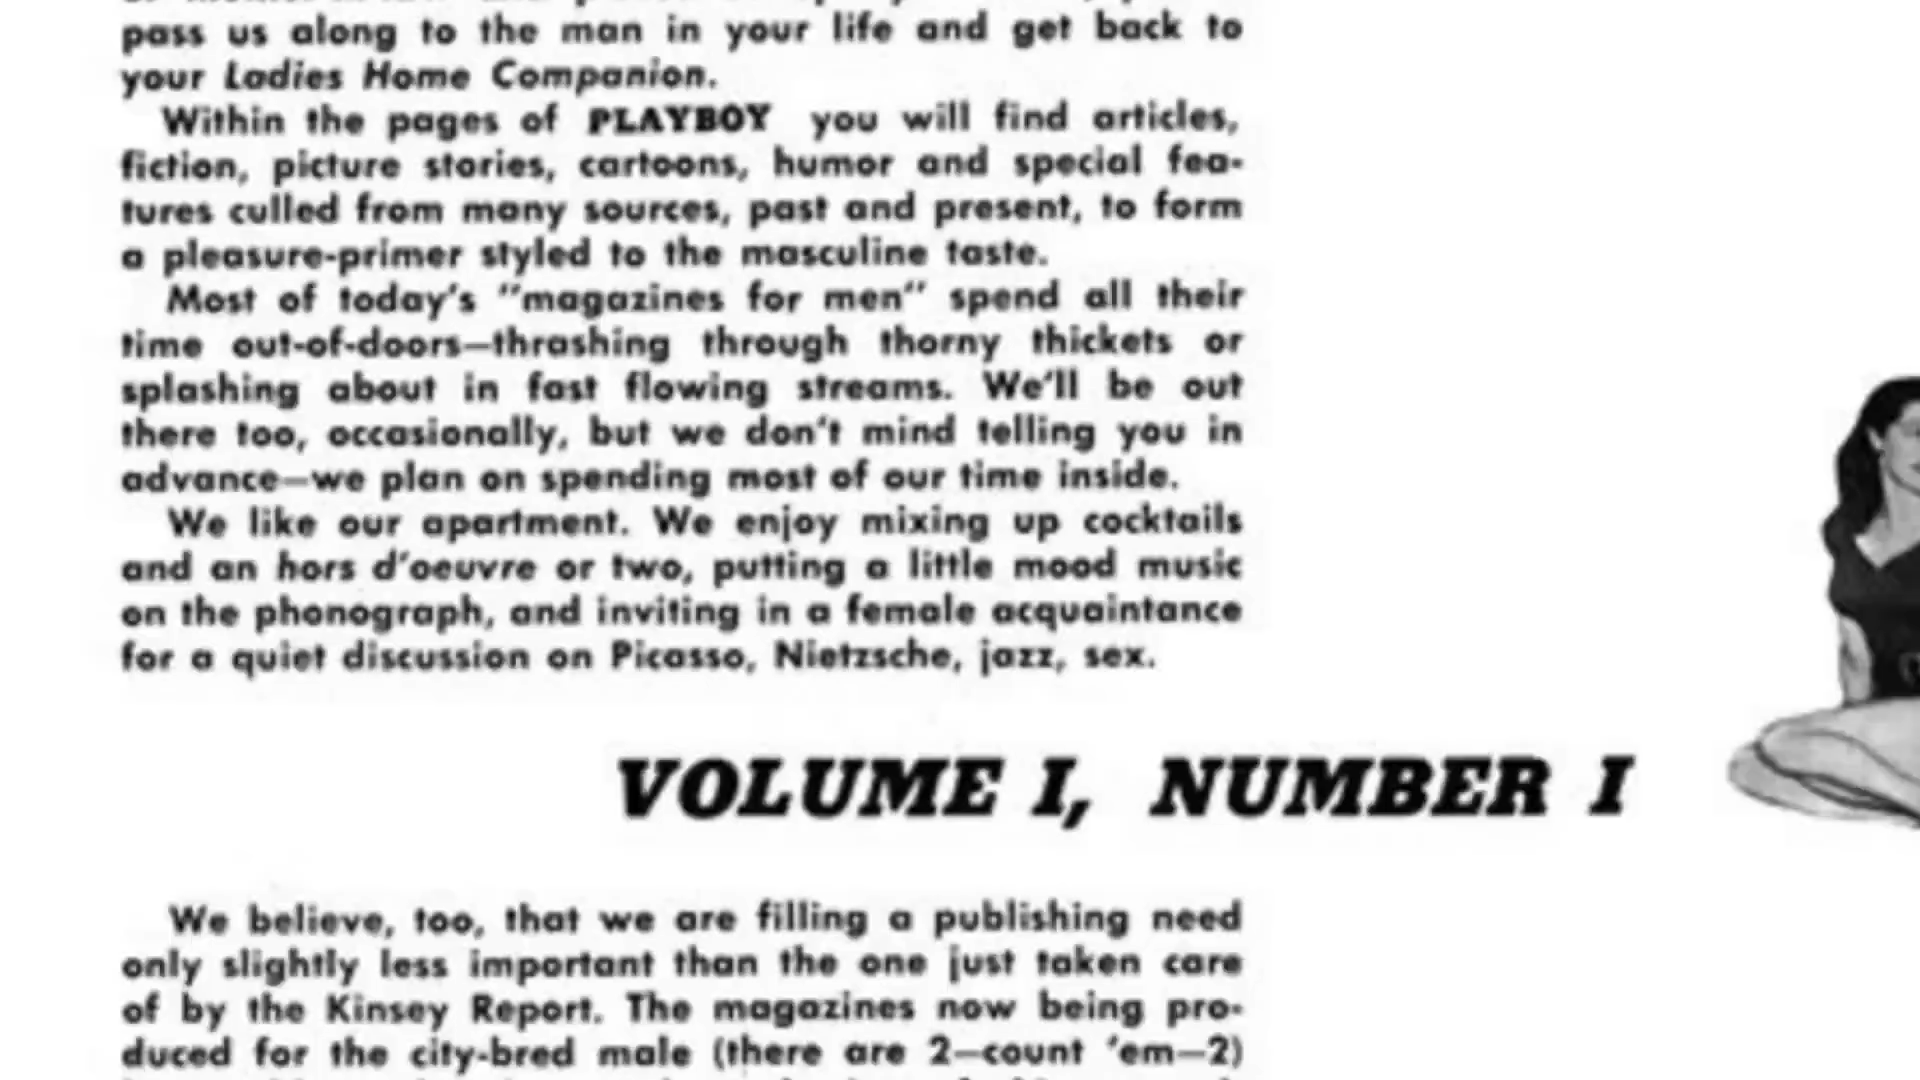 pass us along to the man in your life and get back to
your Ladies Home Companion.
Within the pages of PLAYBOY you will find articles,
fiction, picture stories, cartoons, humor and special fea-
tures culled from many sources, past and present, to form
a pleasure-primer styled to the masculine taste.
Most of today's "magazines for men" spend all their
time out-of-doors—thrashing through thorny thickets or
splashing about in fast flowing streams. We'll be out
there too, occasionally, but we don't mind telling you in
advance—we plan on spending most of our time inside.
We like our apartment. We enjoy mixing up cocktails
and an hors d'oeuvre or two, putting a little mood music
on the phonograph, and inviting in a female acquaintance
for a quiet discussion on Picasso, Nietzsche, jazz, sex.
VOLUME I, NUMBER I
We believe, too, that we are filling a publishing need
only slightly less important than the one just taken care
of by the Kinsey Report. The magazines now being pro-
duced for the city-bred male (there are 2—count 'em—2)